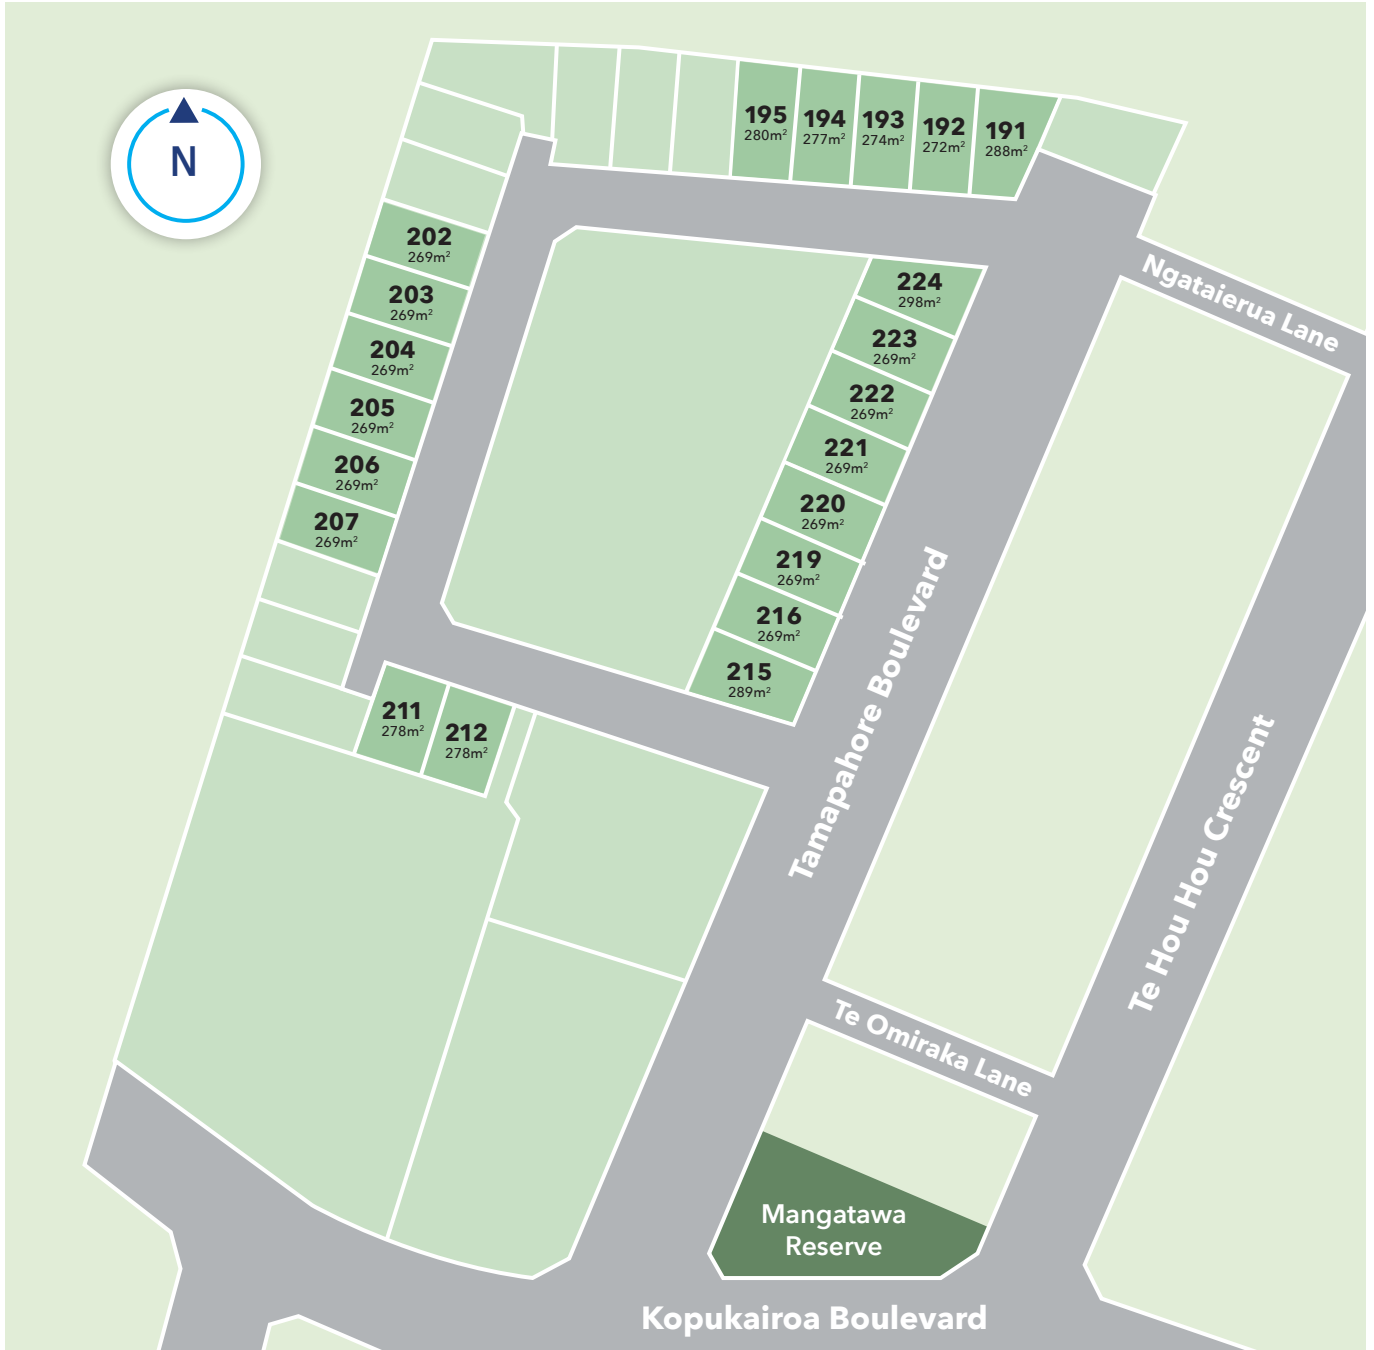 N
195
280m²
194
277m²
193
274m²
192
272m²
191
288m²
202
269m²
203
269m²
204
269m²
205
269m²
206
269m²
207
269m²
224
298m²
223
269m²
222
269m²
221
269m²
220
269m²
219
269m²
216
269m²
215
289m²
211
278m²
212
278m²
Ngataierua Lane
Tamapahore Boulevard
Te Hou Hou Crescent
Te Omiraka Lane
Mangatawa
Reserve
Kopukairoa Boulevard